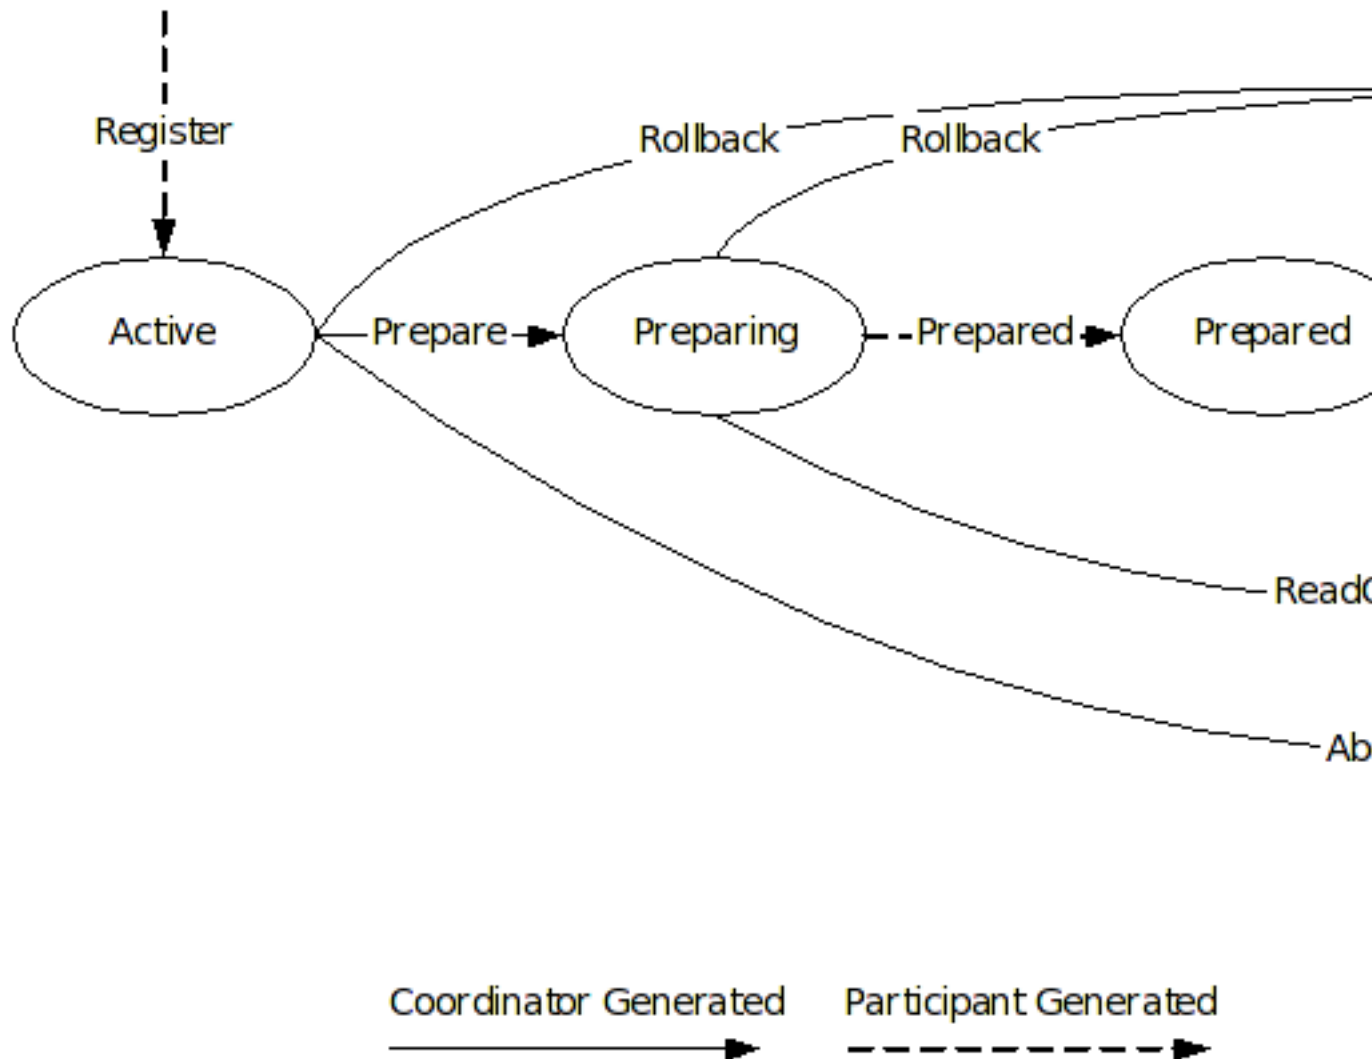 Register
Rollback
Rollback
Active
Prepare
Preparing
Prepared
Prepared
Coordinator Generated
Participant Generated